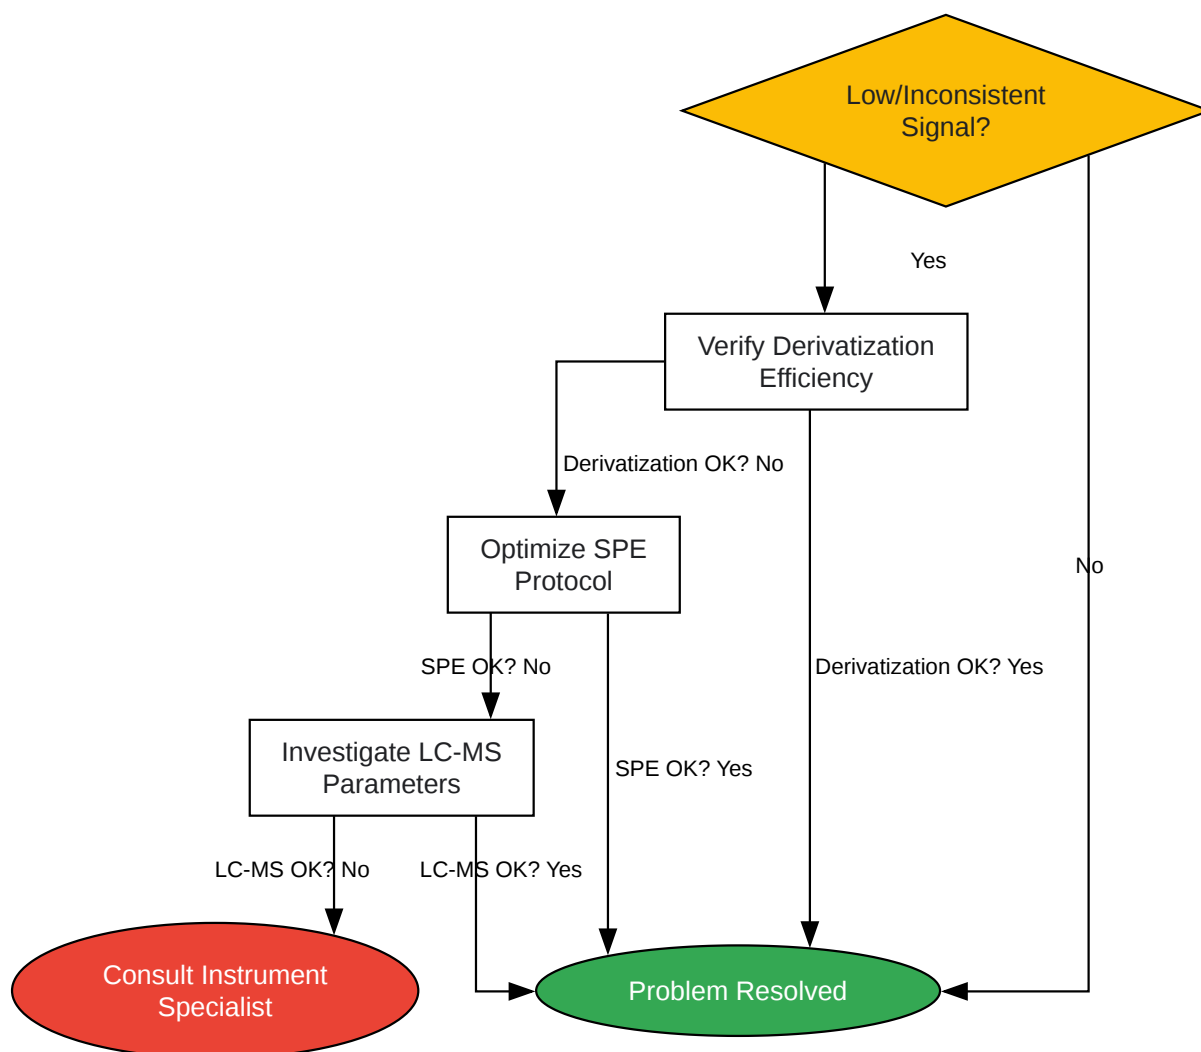 Low/Inconsistent
Signal?
Yes
Verify Derivatization
Efficiency
Derivatization OK? No
Optimize SPE
Protocol
No
SPE OK? No
Derivatization OK? Yes
Investigate LC-MS
Parameters
SPE OK? Yes
LC-MS OK? No
LC-MS OK? Yes
Consult Instrument
Specialist
Problem Resolved